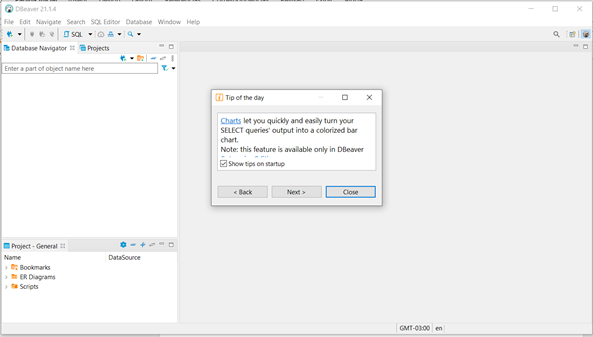 DBeaver 21.1.4
File Edit Navigate Search SQL Editor Database Window Help
SQL
Database Navigator Projects
Enter a part of object name here
Tip of the day
Charts let you quickly and easily turn your
SELECT queries' output into a colorized bar
chart.
Note: this feature is available only in DBeaver
Show tips on startup
< Back Next > Close
Project - General
Name DataSource
Bookmarks
ER Diagrams
Scripts
GMT-03:00 en